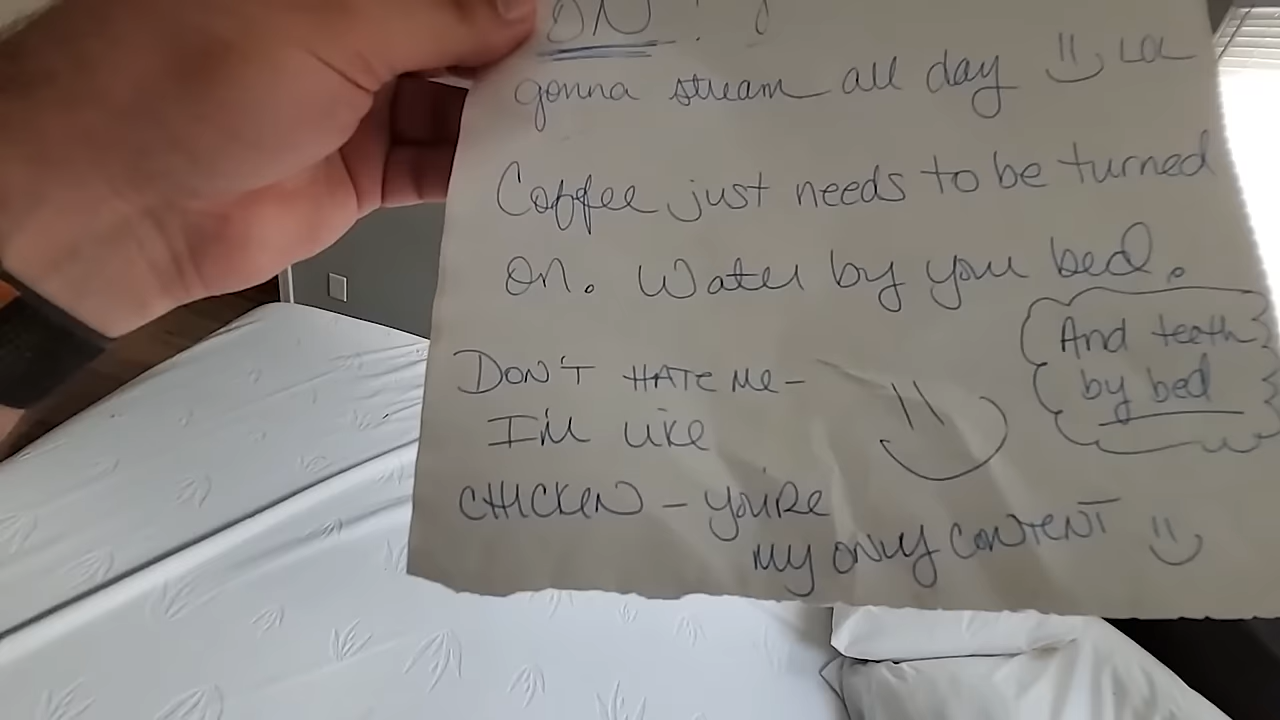 ON
gonna stream all day
Coffee just needs to be turned
on. Water by your bed.
And teeth
by bed
DON'T HATE ME-
I'M LIKE
CHICKEN - YOU'RE
MY ONLY CONTENT